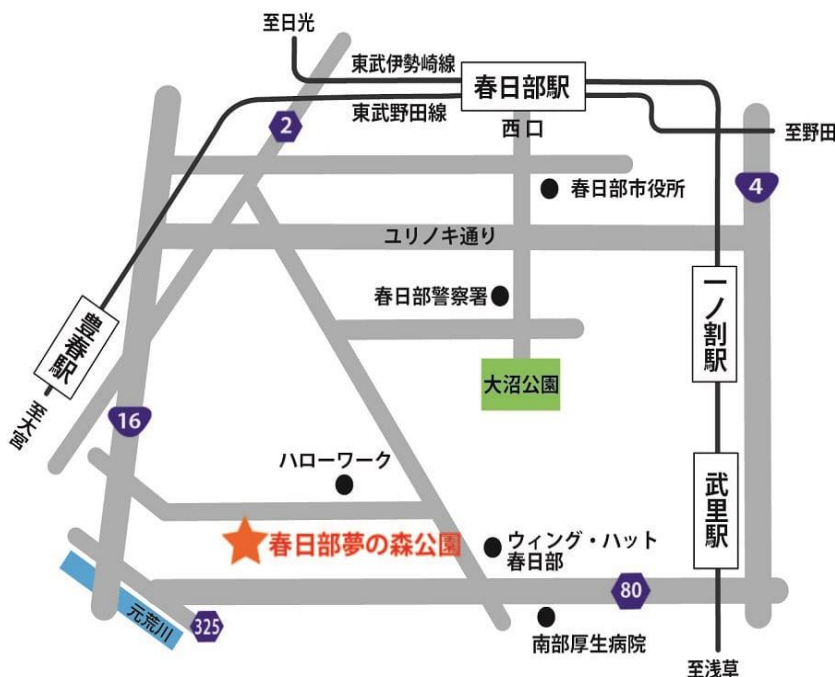 至日光
東武伊勢崎線
春日部駅
東武野田線
西口
2
至野田
4
春日部市役所
ユリノキ通り
春日部警察署
一ノ割駅
豊春駅
大沼公園
至大宮
16
ハローワーク
武里駅
春日部夢の森公園
ウィング・ハット
春日部
80
元荒川
325
南部厚生病院
至浅草